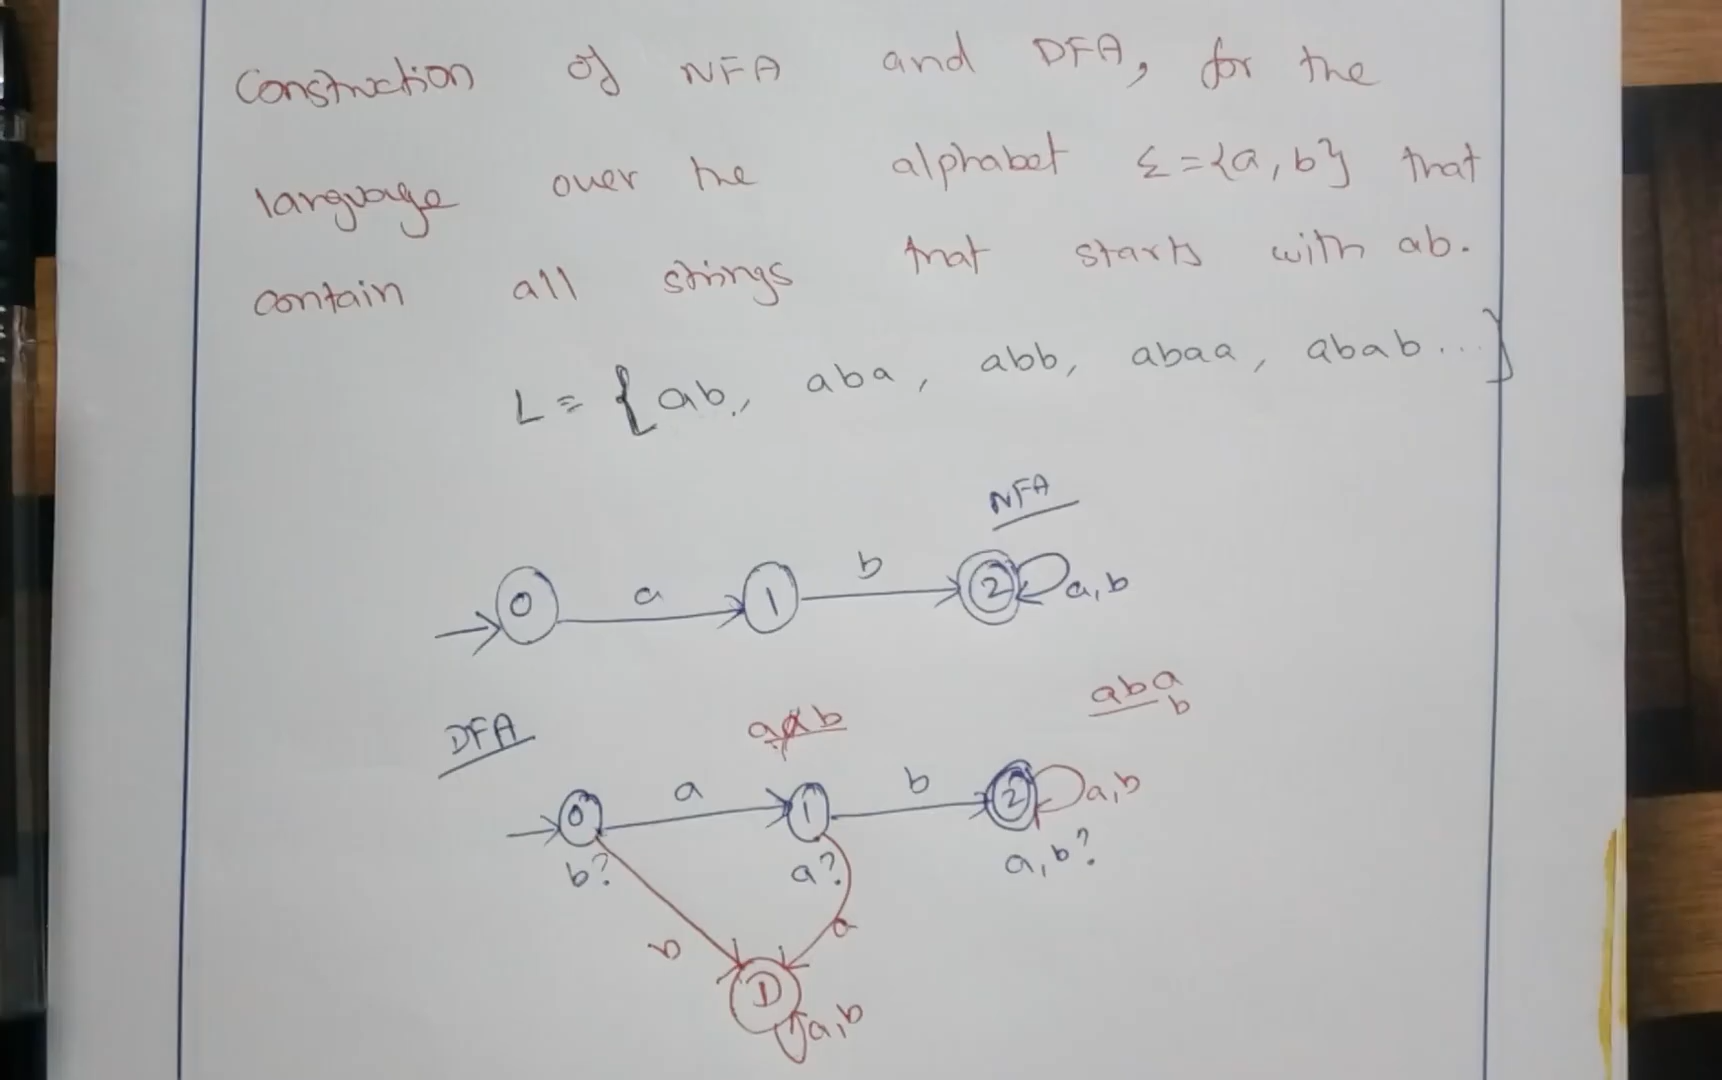 Construction of NFA and DFA, for the
language over the alphabet Σ={a, b} that
contain all strings that starts with ab.
L = {ab, aba, abb, abaa, abab...}
NFA
0 a 1 b 2 a,b
DFA
aab
aba
b
0 a 1 b 2 a,b
b? a? a,b?
b a
D
a,b